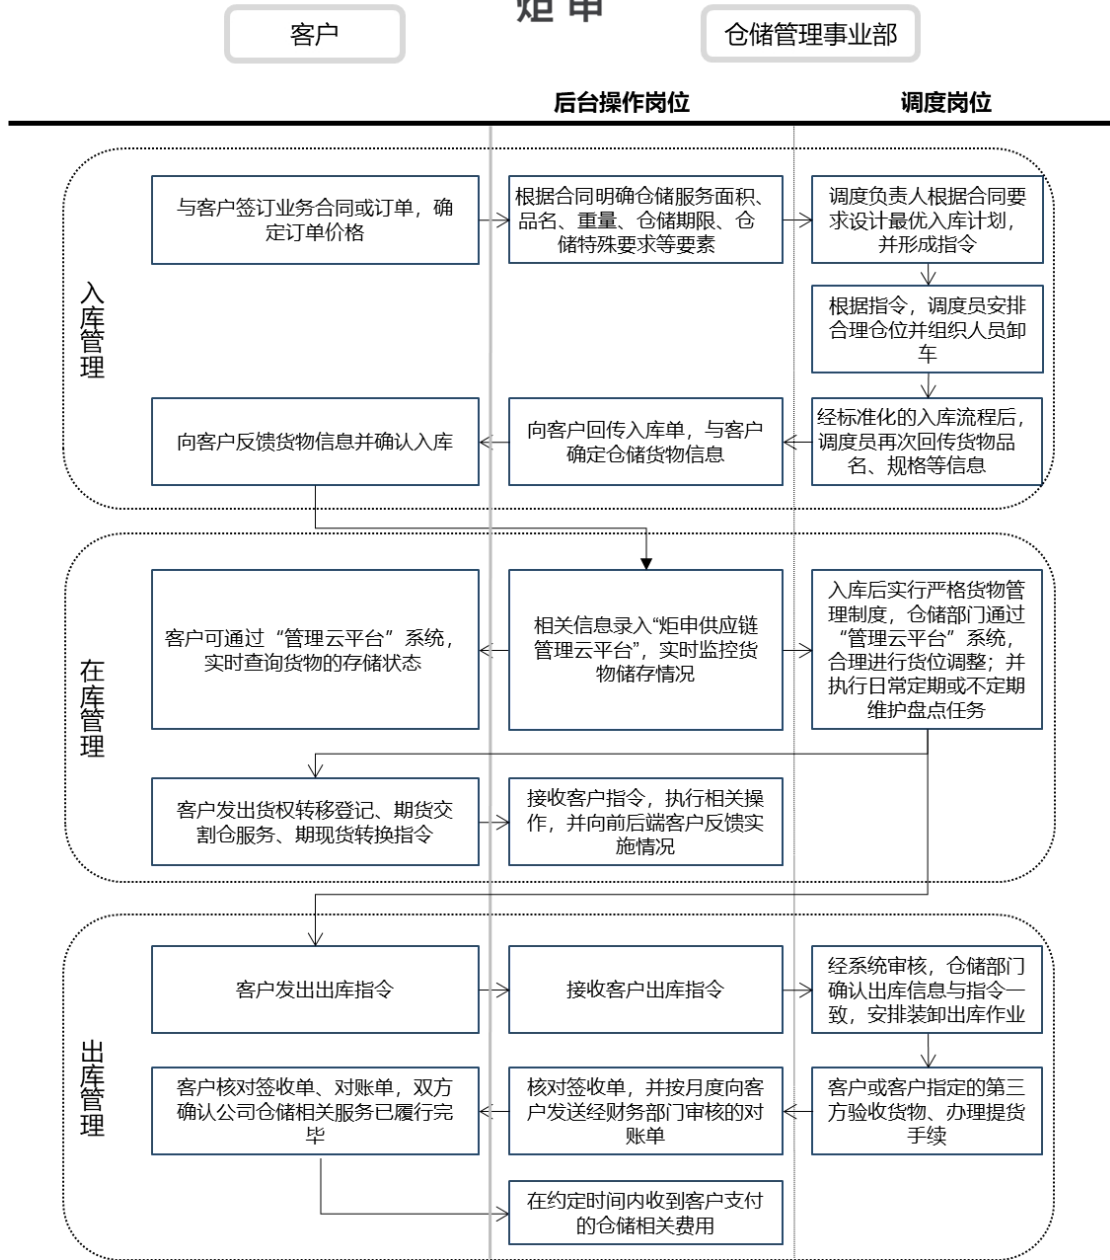 炬申
客户
仓储管理事业部
后台操作岗位
调度岗位
入库管理
与客户签订业务合同或订单，确
定订单价格
根据合同明确仓储服务面积、
品名、重量、仓储期限、仓
储特殊要求等要素
调度负责人根据合同要
求设计最优入库计划，
并形成指令
根据指令，调度员安排
合理仓位并组织人员卸
车
向客户反馈货物信息并确认入库
向客户回传入库单，与客户
确定仓储货物信息
经标准化的入库流程后，
调度员再次回传货物品
名、规格等信息
在库管理
客户可通过“管理云平台”系统，
实时查询货物的存储状态
相关信息录入“炬申供应链
管理云平台”，实时监控货
物储存情况
入库后实行严格货物管
理制度，仓储部门通过
“管理云平台”系统，
合理进行货位调整；并
执行日常定期或不定期
维护盘点任务
客户发出货权转移登记、期货交
割仓服务、期现货转换指令
接收客户指令，执行相关操
作，并向前后端客户反馈实
施情况
出库管理
客户发出出库指令
接收客户出库指令
经系统审核，仓储部门
确认出库信息与指令一
致，安排装卸出库作业
客户核对签收单、对账单，双方
确认公司仓储相关服务已履行完
毕
核对签收单，并按月度向客
户发送经财务部门审核的对
账单
客户或客户指定的第三
方验收货物、办理提货
手续
在约定时间内收到客户支付
的仓储相关费用